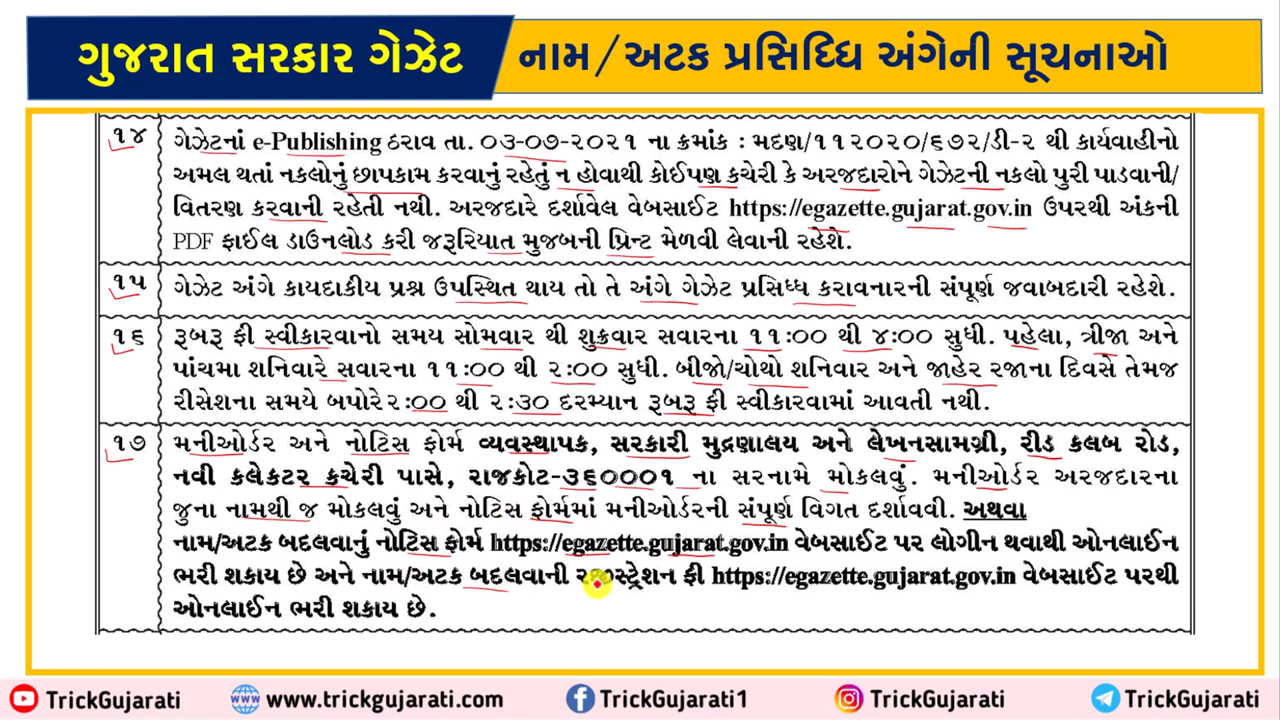 ગુજરાત સરકાર ગેઝેટ
નામ/અટક પ્રસિધ્ધિ અંગેની સૂચનાઓ
૧૪
ગેઝેટનાં e-Publishing ઠરાવ તા. ૦૩-૦૭-૨૦૨૧ ના ક્રમાંક : મદણ/૧૧૨૦૨૦/૬૭૨/ડી-૨ થી કાર્યવાહીનો
અમલ થતાં નકલોનું છાપકામ કરવાનું રહેતું ન હોવાથી કોઈપણ કચેરી કે અરજદારોને ગેઝેટની નકલો પુરી પાડવાની/
વિતરણ કરવાની રહેતી નથી. અરજદારે દર્શાવેલ વેબસાઈટ https://egazette.gujarat.gov.in ઉપરથી અંકની
PDF ફાઈલ ડાઉનલોડ કરી જરૂરિયાત મુજબની પ્રિન્ટ મેળવી લેવાની રહેશે.
૧૫
ગેઝેટ અંગે કાયદાકીય પ્રશ્ન ઉપસ્થિત થાય તો તે અંગે ગેઝેટ પ્રસિધ્ધ કરાવનારની સંપૂર્ણ જવાબદારી રહેશે.
૧૬
રૂબરૂ ફી સ્વીકારવાનો સમય સોમવાર થી શુક્રવાર સવારના ૧૧:૦૦ થી ૪:૦૦ સુધી. પહેલા, ત્રીજા અને
પાંચમા શનિવારે સવારના ૧૧:૦૦ થી ૨:૦૦ સુધી. બીજો/ચોથો શનિવાર અને જાહેર રજાના દિવસે તેમજ
રીસેશના સમયે બપોરે ૨:૦૦ થી ૨:૩૦ દરમ્યાન રૂબરૂ ફી સ્વીકારવામાં આવતી નથી.
૧૭
મનીઓર્ડર અને નોટિસ ફોર્મ વ્યવસ્થાપક, સરકારી મુદ્રણાલય અને લેખનસામગ્રી, રીડ કલબ રોડ,
નવી કલેક્ટર કચેરી પાસે, રાજકોટ-૩૬૦૦૦૧ ના સરનામે મોકલવું. મનીઓર્ડર અરજદારના
જુના નામથી જ મોકલવું અને નોટિસ ફોર્મમાં મનીઓર્ડરની સંપૂર્ણ વિગત દર્શાવવી. અથવા
નામ/અટક બદલવાનું નોટિસ ફોર્મ https://egazette.gujarat.gov.in વેબસાઈટ પર લોગીન થવાથી ઓનલાઈન
ભરી શકાય છે અને નામ/અટક બદલવાની રજીસ્ટ્રેશન ફી https://egazette.gujarat.gov.in વેબસાઈટ પરથી
ઓનલાઈન ભરી શકાય છે.
TrickGujarati
www.trickgujarati.com
TrickGujarati1
TrickGujarati
TrickGujarati